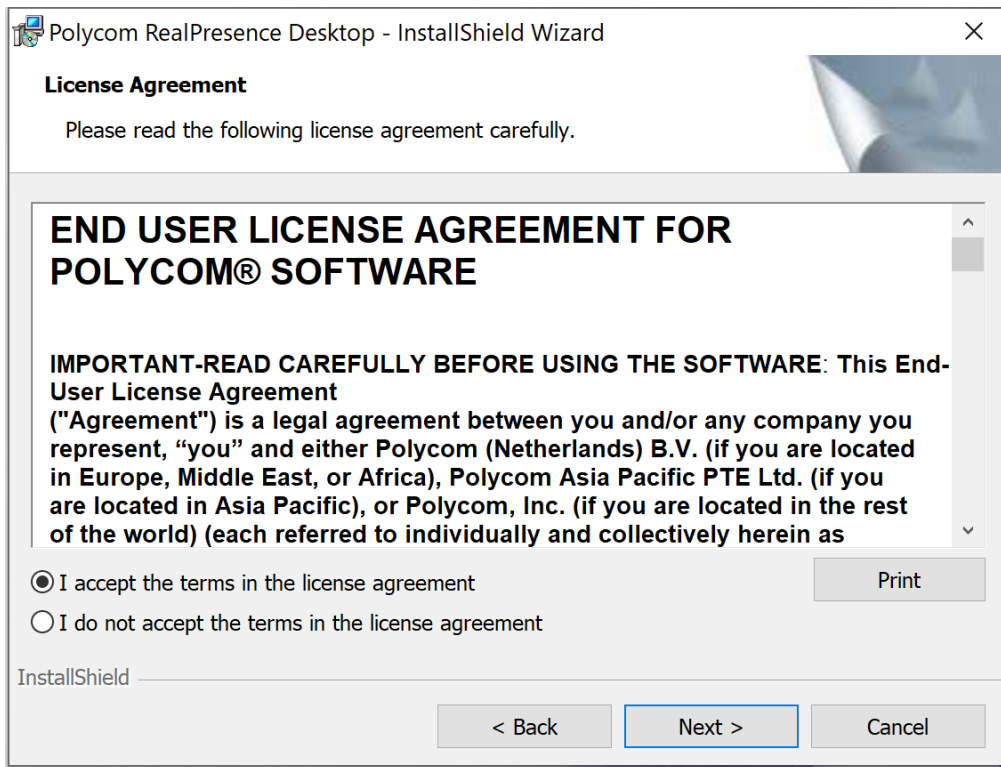 Polycom RealPresence Desktop - InstallShield Wizard
License Agreement
Please read the following license agreement carefully.
END USER LICENSE AGREEMENT FOR
POLYCOM® SOFTWARE
IMPORTANT-READ CAREFULLY BEFORE USING THE SOFTWARE: This End-
User License Agreement
("Agreement") is a legal agreement between you and/or any company you
represent, “you” and either Polycom (Netherlands) B.V. (if you are located
in Europe, Middle East, or Africa), Polycom Asia Pacific PTE Ltd. (if you
are located in Asia Pacific), or Polycom, Inc. (if you are located in the rest
of the world) (each referred to individually and collectively herein as
I accept the terms in the license agreement
Print
I do not accept the terms in the license agreement
InstallShield
< Back
Next >
Cancel